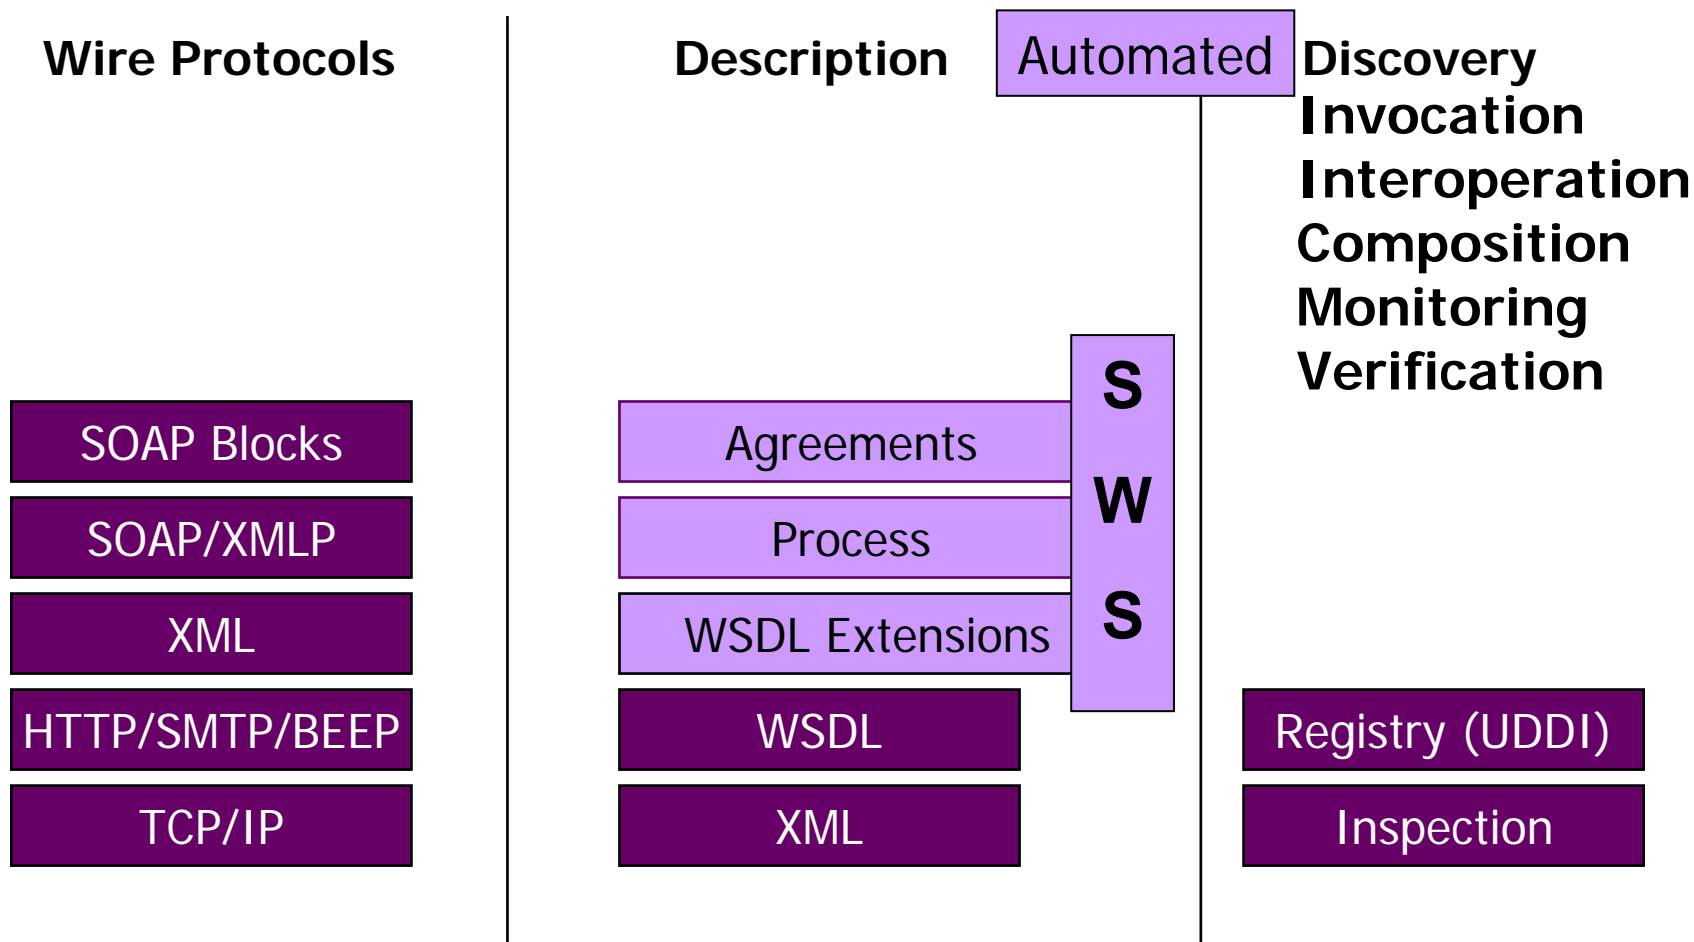 Wire Protocols
Description
Automated
Discovery
Invocation
Interoperation
Composition
Monitoring
Verification
SOAP Blocks
SOAP/XMLP
XML
HTTP/SMTP/BEEP
TCP/IP
Agreements
Process
WSDL Extensions
WSDL
XML
S
W
S
Registry (UDDI)
Inspection